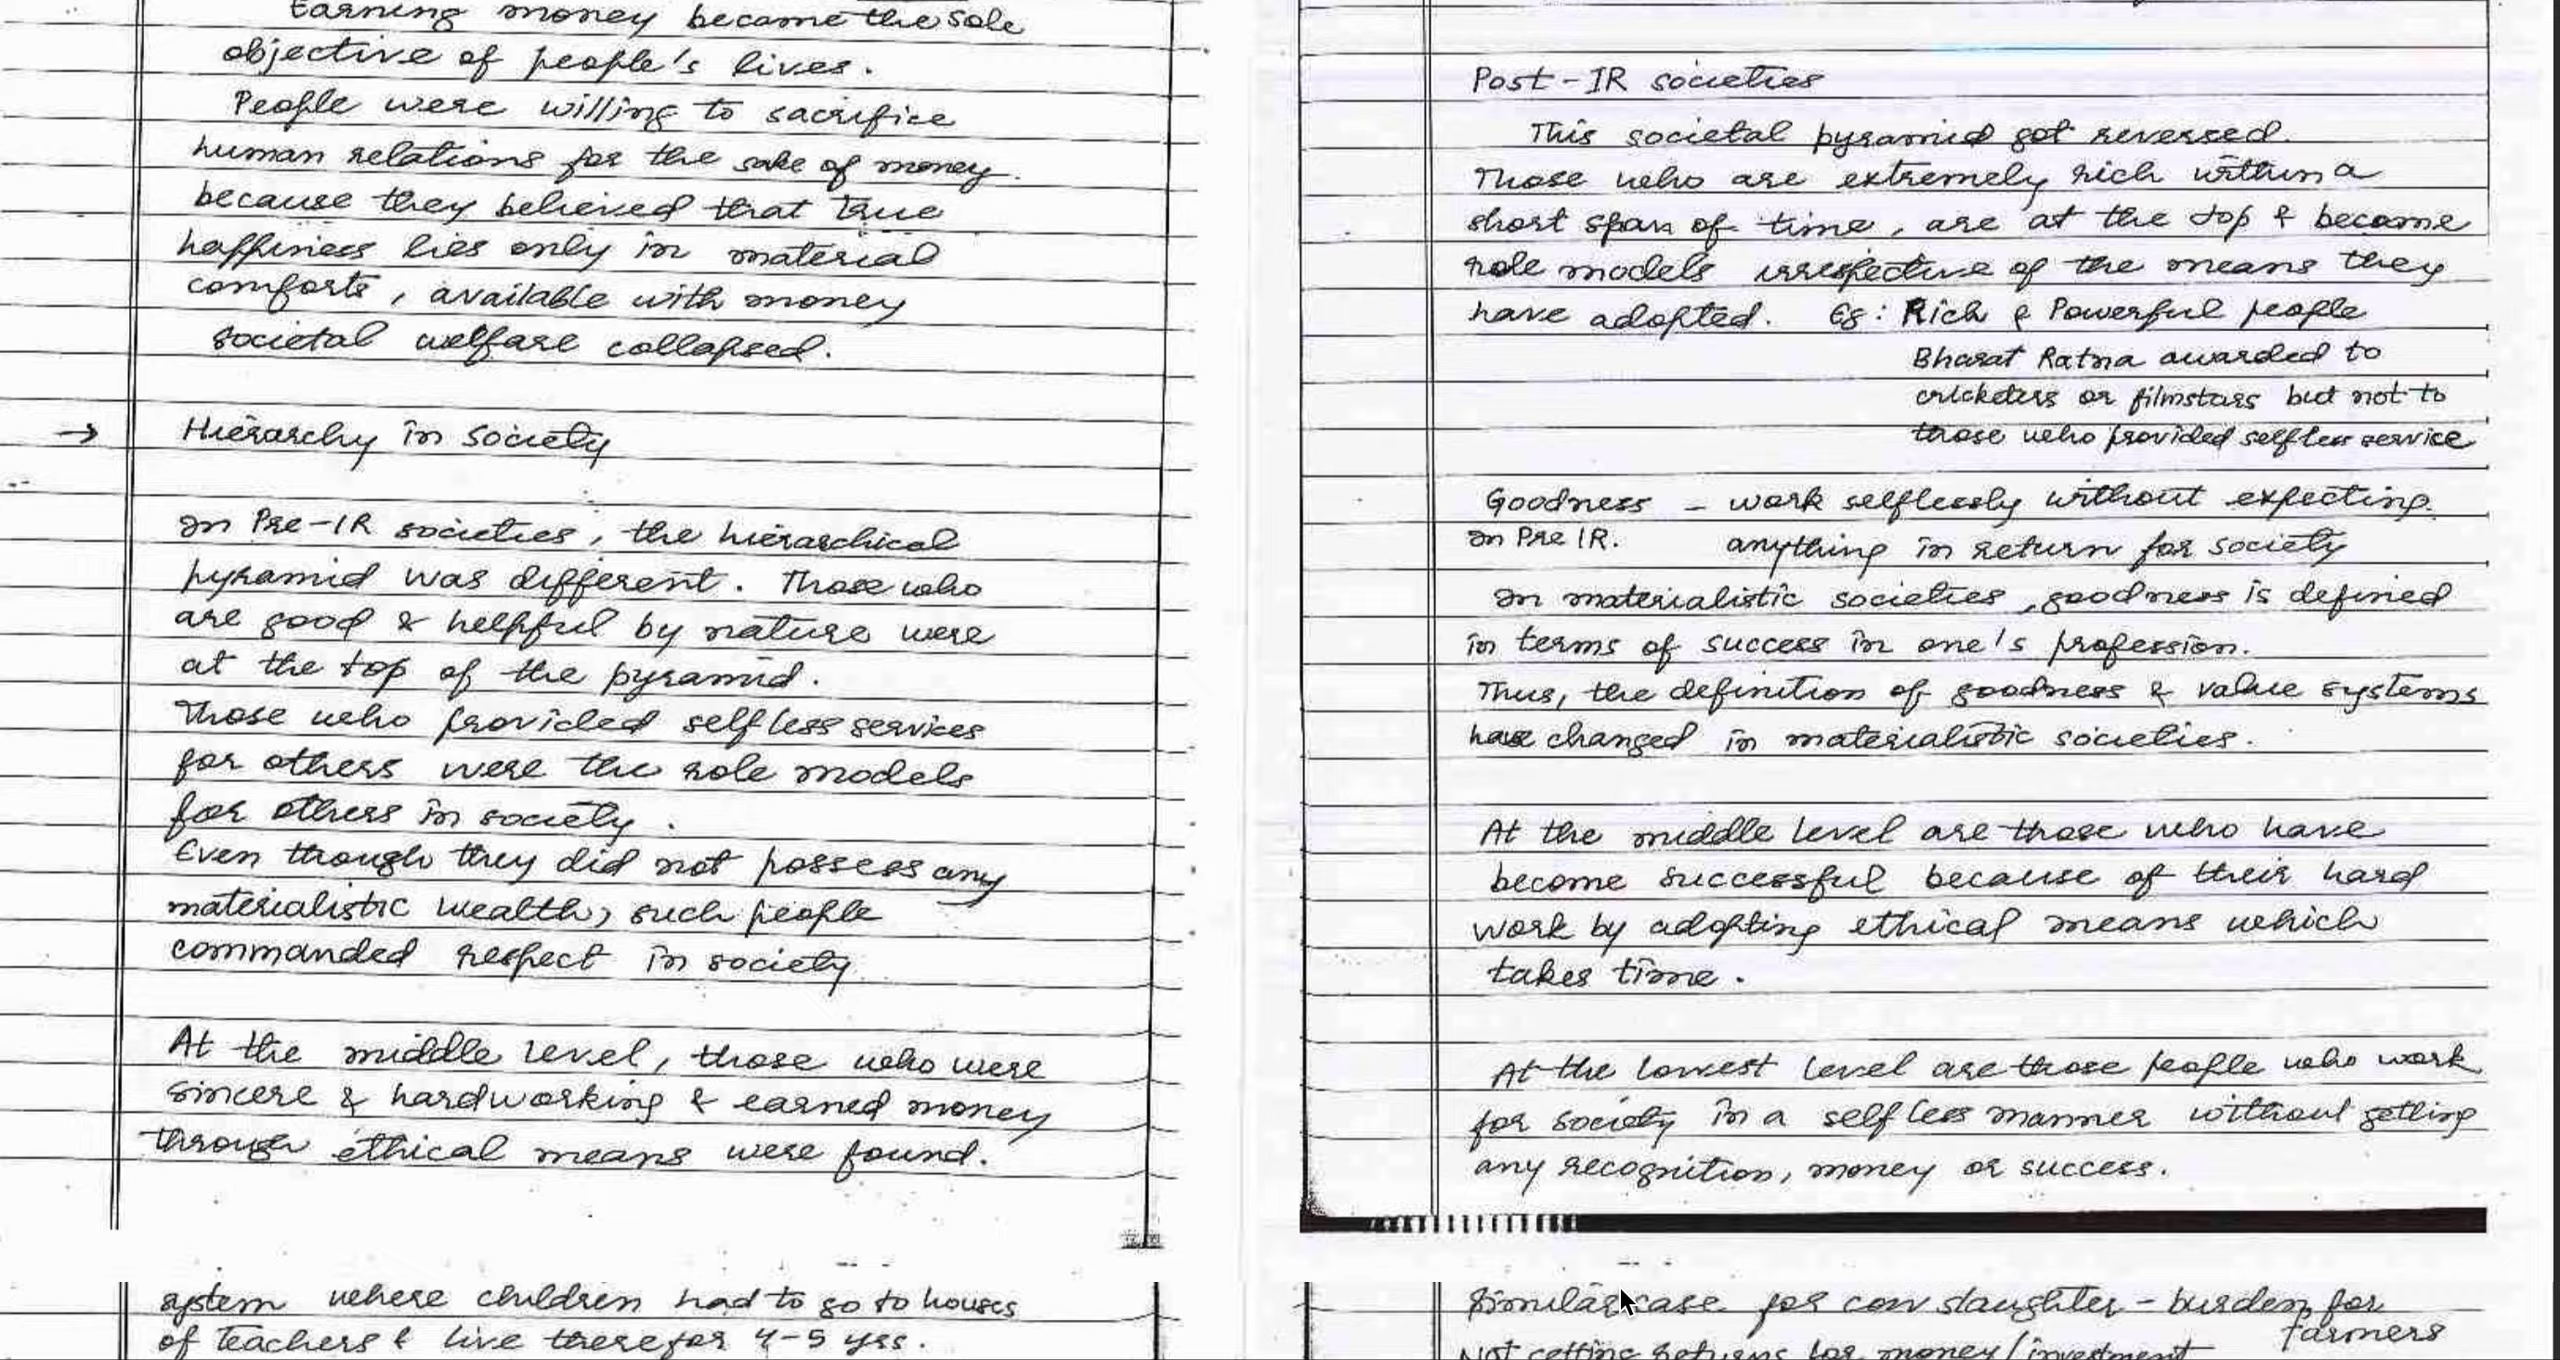 Earning money became the sole
objective of people's lives.
People were willing to sacrifice
human relations for the sake of money.
because they believed that true
happiness lies only in material
comforts, available with money
societal welfare collapsed.
→ Hierarchy in society
In Pre-IR societies, the hierarchical
pyramid was different. Those who
are good & helpful by nature were
at the top of the pyramid.
Those who provided selfless services
for others were the role models
for others in society.
Even though they did not possess any
materialistic wealth, such people
commanded respect in society
At the middle level, those who were
sincere & hardworking & earned money
through ethical means were found.
system where children had to go to houses
of teachers & live there for 4-5 yrs.
Post-IR societies
This societal pyramid got reversed.
Those who are extremely rich within a
short span of time, are at the top & become
role models irrespective of the means they
have adopted. Eg: Rich & Powerful people
Bharat Ratna awarded to
cricketers or filmstars but not to
those who provided selfless service
Goodness - work selflessly without expecting
In Pre IR. anything in return for society
In materialistic societies, goodness is defined
in terms of success in one's profession.
Thus, the definition of goodness & value systems
have changed in materialistic societies.
At the middle level are those who have
become successful because of their hard
work by adopting ethical means which
takes time.
At the lowest level are those people who work
for society in a selfless manner without getting
any recognition, money or success.
Similar case for cow slaughter - burden for
farmers
Not getting returns for money/investment